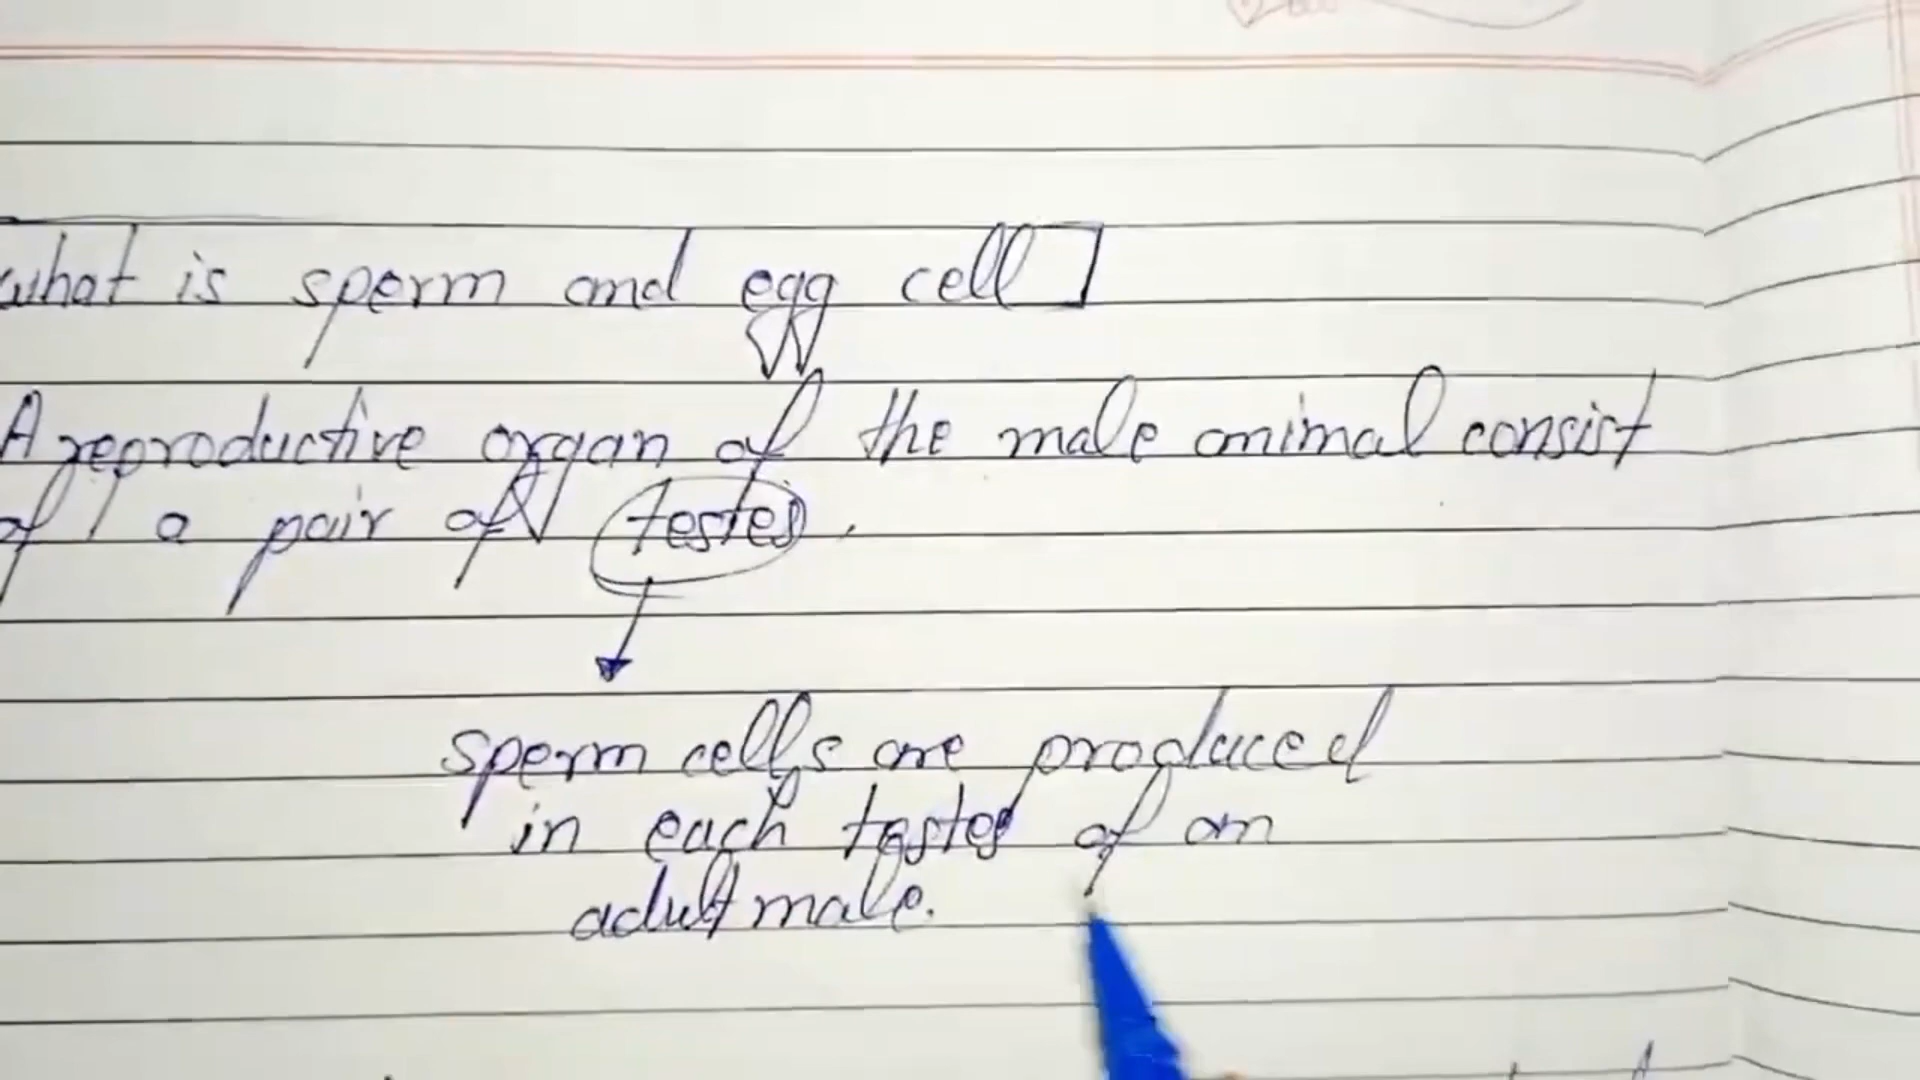 what is sperm and egg cell
A reproductive organ of the male animal consist
of a pair of testes.
sperm cells are produced
in each testes of an
adult male.